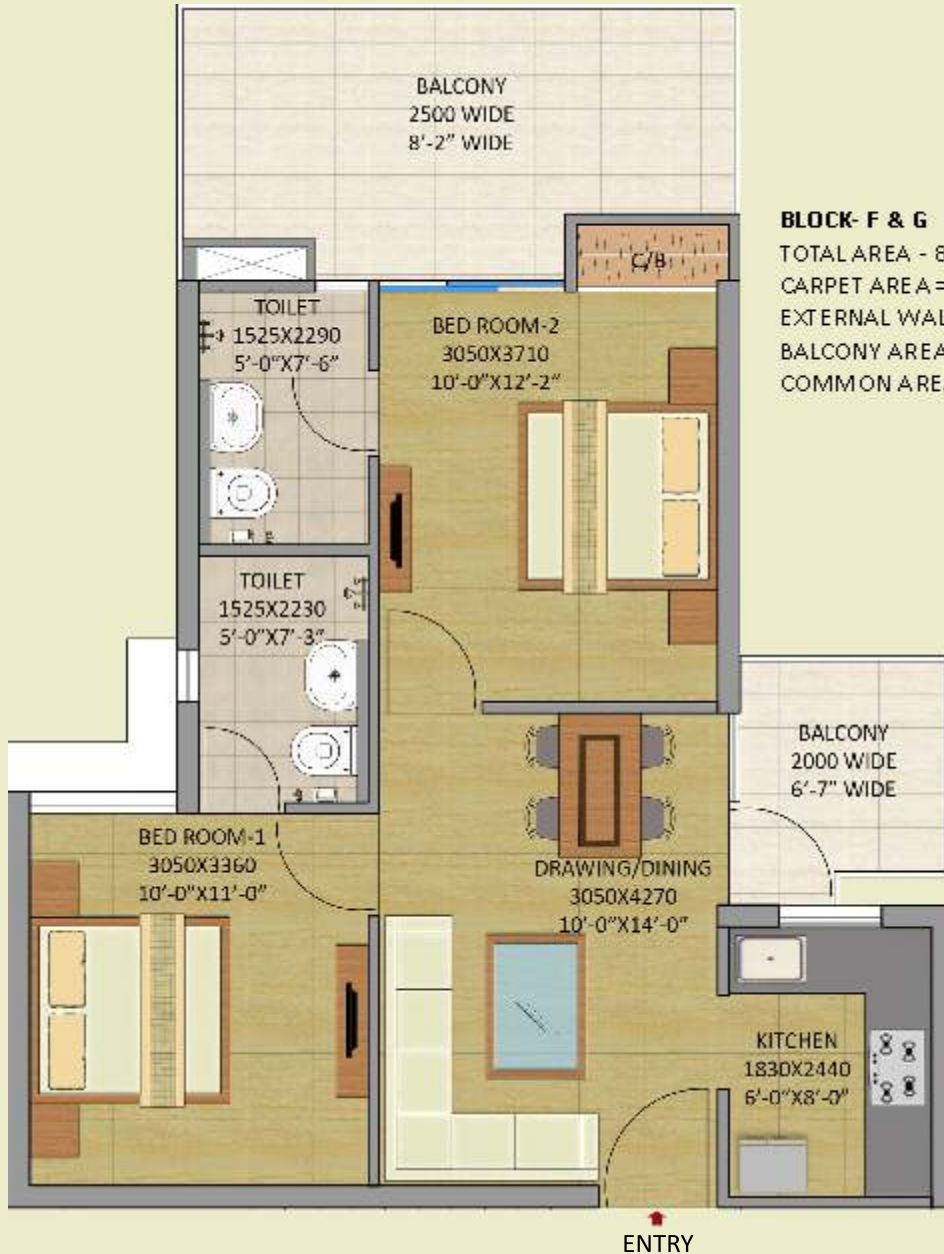 BALCONY
2500 WIDE
8'-2" WIDE
BLOCK- F & G
TOTAL AREA - 8
CARPET AREA =
EXTERNAL WAL
BALCONY AREA
COMMON ARE
C/B
TOILET
1525X2290
5'-0"X7'-6"
BED ROOM-2
3050X3710
10'-0"X12'-2"
TOILET
1525X2230
5'-0"X7'-3"
BALCONY
2000 WIDE
6'-7" WIDE
BED ROOM-1
3050X3360
10'-0"X11'-0"
DRAWING/DINING
3050X4270
10'-0"X14'-0"
KITCHEN
1830X2440
6'-0"X8'-0"
ENTRY